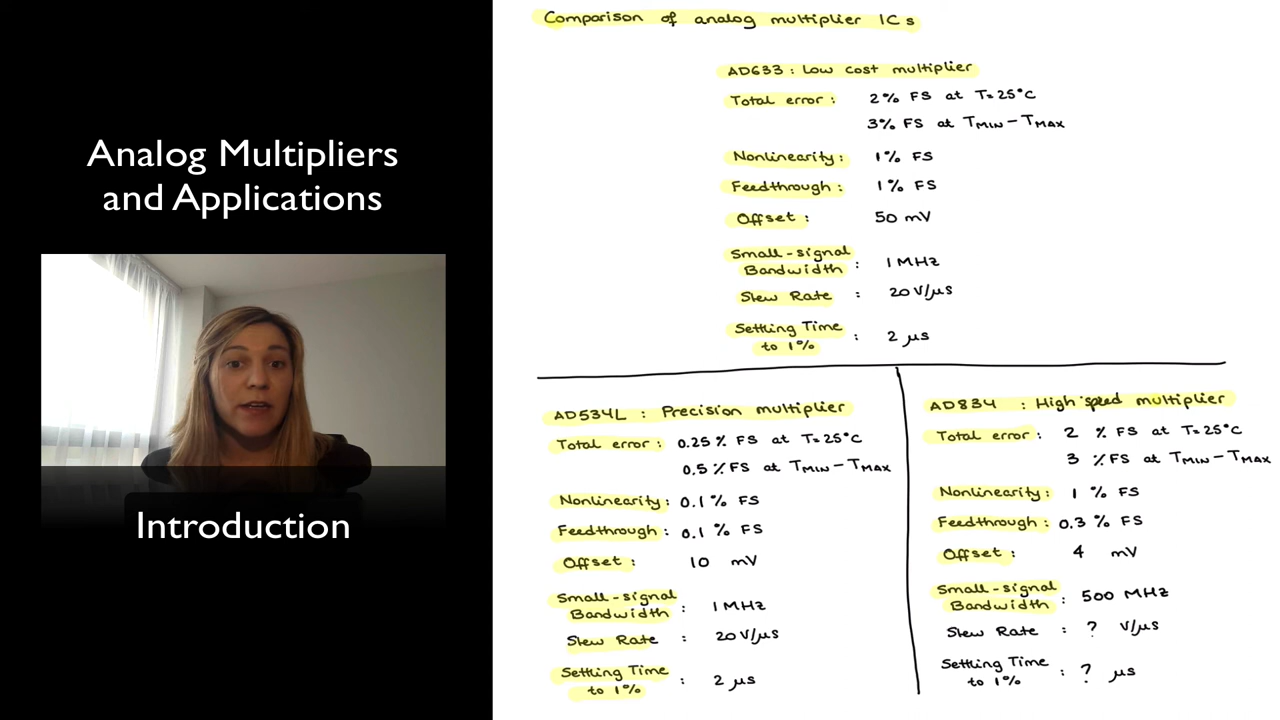 Analog Multipliers
and Applications
Introduction
Comparison of analog multiplier ICs
AD633 : Low cost multiplier
Total error : 2% FS at T=25°C
3% FS at TMIN-TMAX
Nonlinearity : 1% FS
Feedthrough : 1% FS
Offset : 50 mV
Small-signal
Bandwidth : 1 MHz
Slew Rate : 20 V/µs
Settling Time
to 1% : 2 µs
AD534L : Precision multiplier
Total error : 0.25 % FS at T=25°C
0.5 % FS at TMIN-TMAX
Nonlinearity : 0.1 % FS
Feedthrough : 0.1 % FS
Offset : 10 mV
Small-signal
Bandwidth : 1 MHz
Slew Rate : 20 V/µs
Settling Time
to 1% : 2 µs
AD834 : High speed multiplier
Total error : 2 % FS at T=25°C
3 % FS at TMIN-TMAX
Nonlinearity : 1 % FS
Feedthrough : 0.3 % FS
Offset : 4 mV
Small-signal
Bandwidth : 500 MHz
Slew Rate : ? V/µs
Settling Time
to 1% : ? µs